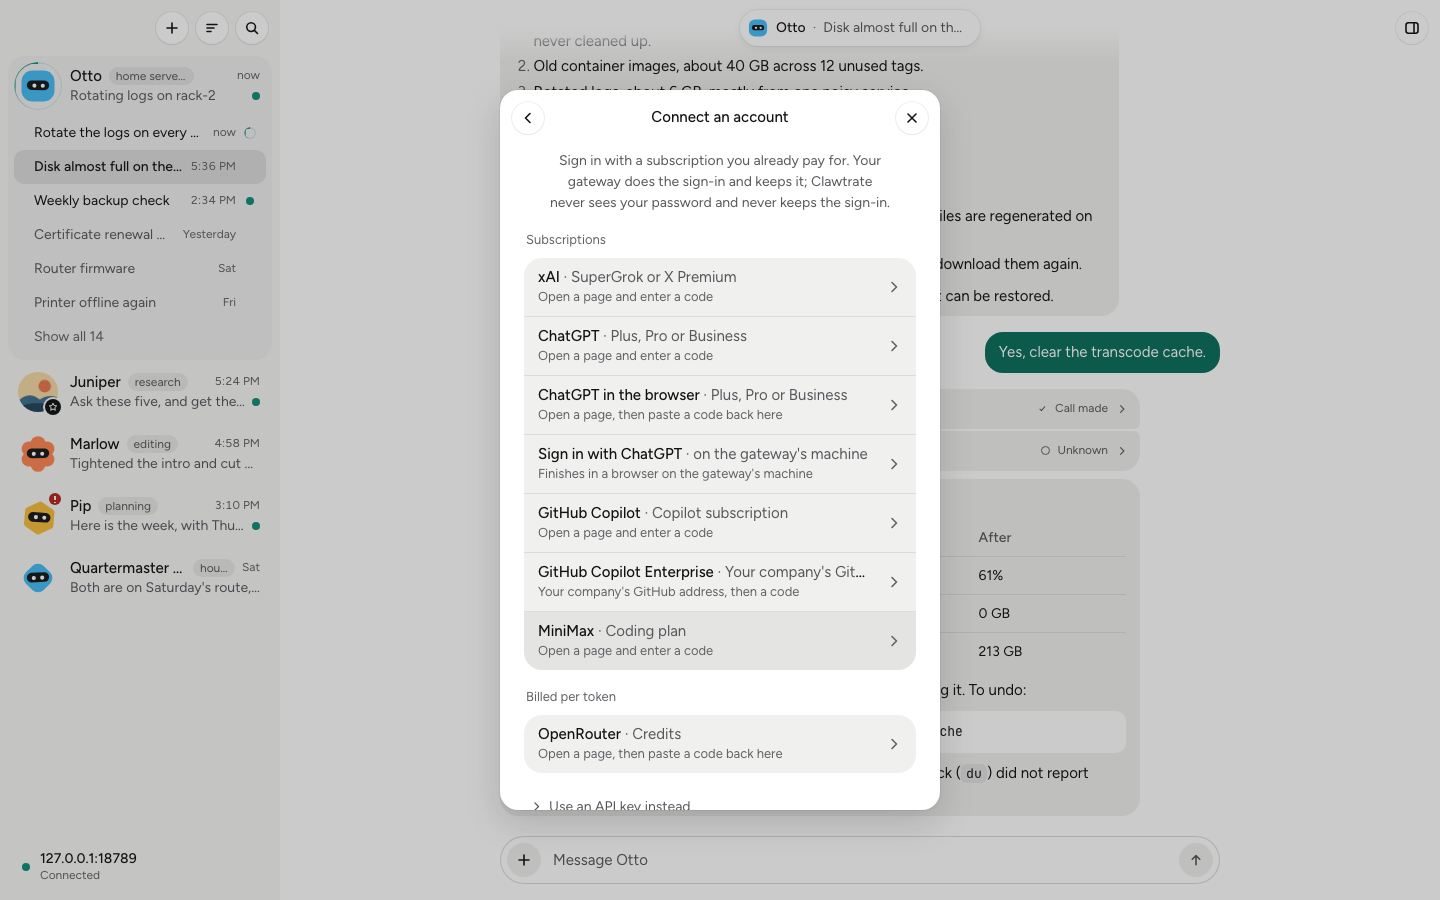 Otto home serve... now
Rotating logs on rack-2
Rotate the logs on every ... now
Disk almost full on the... 5:36 PM
Weekly backup check 2:34 PM
Certificate renewal ... Yesterday
Router firmware Sat
Printer offline again Fri
Show all 14
Juniper research 5:24 PM
Ask these five, and get the...
Marlow editing 4:58 PM
Tightened the intro and cut ...
Pip planning 3:10 PM
Here is the week, with Thu...
Quartermaster ... hou... Sat
Both are on Saturday's route,...
127.0.0.1:18789
Connected
Otto · Disk almost full on th...
never cleaned up.
2. Old container images, about 40 GB across 12 unused tags.
Connect an account
Sign in with a subscription you already pay for. Your
gateway does the sign-in and keeps it; Clawtrate
never sees your password and never keeps the sign-in.
Subscriptions
xAI · SuperGrok or X Premium
Open a page and enter a code
ChatGPT · Plus, Pro or Business
Open a page and enter a code
ChatGPT in the browser · Plus, Pro or Business
Open a page, then paste a code back here
Sign in with ChatGPT · on the gateway's machine
Finishes in a browser on the gateway's machine
GitHub Copilot · Copilot subscription
Open a page and enter a code
GitHub Copilot Enterprise · Your company's Git...
Your company's GitHub address, then a code
MiniMax · Coding plan
Open a page and enter a code
Billed per token
OpenRouter · Credits
Open a page, then paste a code back here
Use an API key instead
are regenerated on
download them again.
can be restored.
Yes, clear the transcode cache.
Call made
Unknown
After
61%
0 GB
213 GB
it. To undo:
(du) did not report
Message Otto